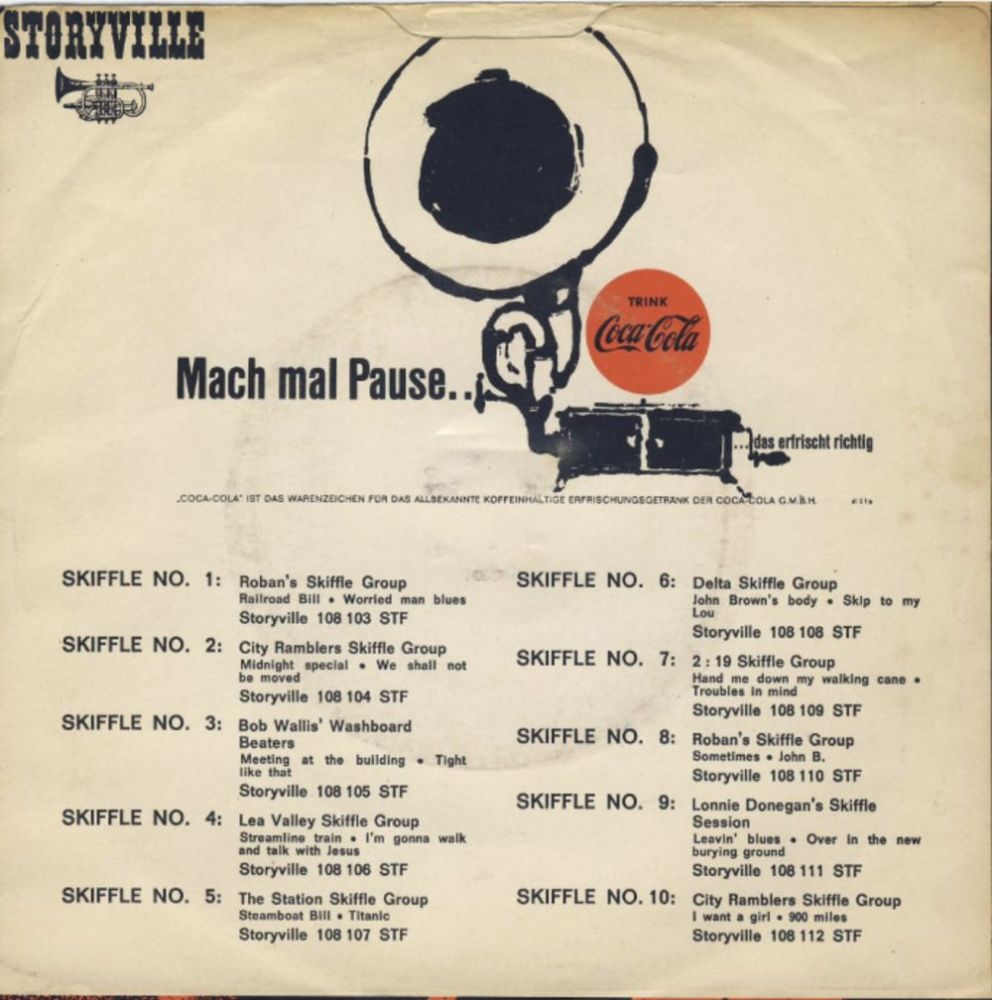 STORYVILLE
TRINK
Coca-Cola
Mach mal Pause...
...das erfrischt richtig
„COCA-COLA" IST DAS WARENZEICHEN FÜR DAS ALLBEKANNTE KOFFEINHALTIGE ERFRISCHUNGSGETRÄNK DER COCA-COLA G.M.B.H.
SKIFFLE NO. 1: Roban's Skiffle Group
Railroad Bill • Worried man blues
Storyville 108 103 STF
SKIFFLE NO. 2: City Ramblers Skiffle Group
Midnight special • We shall not
be moved
Storyville 108 104 STF
SKIFFLE NO. 3: Bob Wallis' Washboard
Beaters
Meeting at the building • Tight
like that
Storyville 108 105 STF
SKIFFLE NO. 4: Lea Valley Skiffle Group
Streamline train • I'm gonna walk
and talk with Jesus
Storyville 108 106 STF
SKIFFLE NO. 5: The Station Skiffle Group
Steamboat Bill • Titanic
Storyville 108 107 STF
SKIFFLE NO. 6: Delta Skiffle Group
John Brown's body • Skip to my
Lou
Storyville 108 108 STF
SKIFFLE NO. 7: 2 : 19 Skiffle Group
Hand me down my walking cane •
Troubles in mind
Storyville 108 109 STF
SKIFFLE NO. 8: Roban's Skiffle Group
Sometimes • John B.
Storyville 108 110 STF
SKIFFLE NO. 9: Lonnie Donegan's Skiffle
Session
Leavin' blues • Over in the new
burying ground
Storyville 108 111 STF
SKIFFLE NO. 10: City Ramblers Skiffle Group
I want a girl • 900 miles
Storyville 108 112 STF